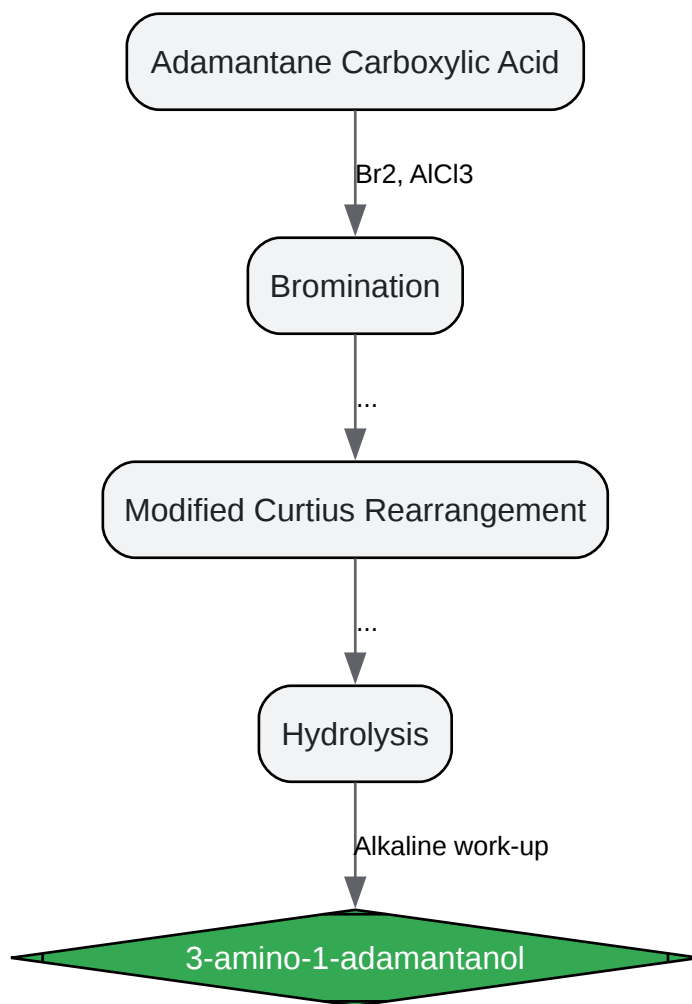 Adamantane Carboxylic Acid
Br2, AlCl3
Bromination
...
Modified Curtius Rearrangement
...
Hydrolysis
Alkaline work-up
3-amino-1-adamantanol